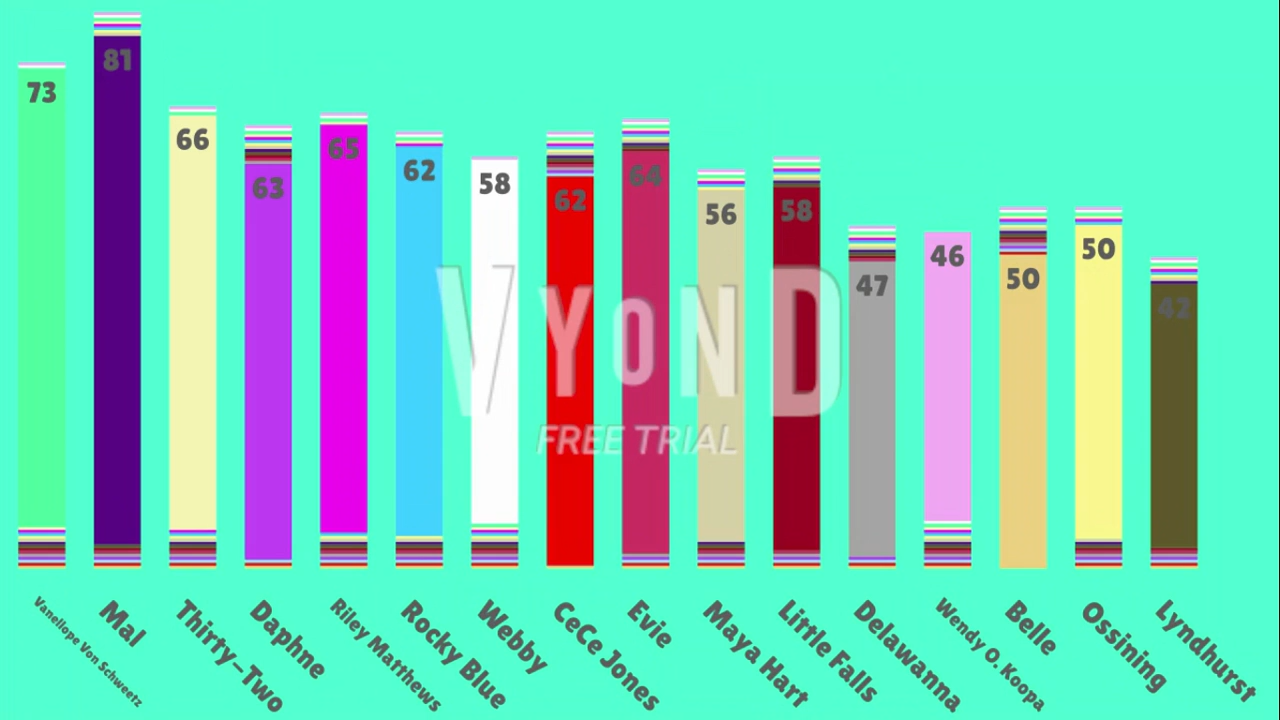 73
81
66
63
65
62
58
62
64
56
58
47
46
50
50
42
VYOND
FREE TRIAL
Vanellope Von Schweetz
Mal
Thirty-Two
Daphne
Riley Matthews
Rocky Blue
Webby
CeCe Jones
Evie
Maya Hart
Little Falls
Delawanna
Wendy O. Koopa
Belle
Ossining
Lyndhurst